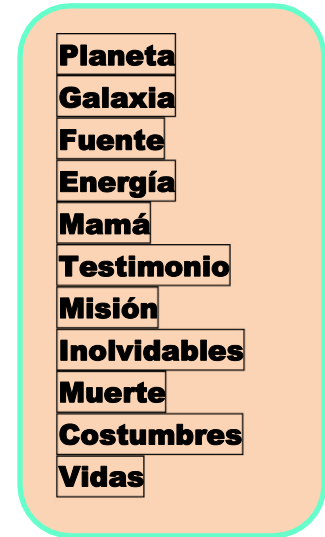 Planeta
Galaxia
Fuente
Energía
Mamá
Testimonio
Misión
Inolvidables
Muerte
Costumbres
Vidas